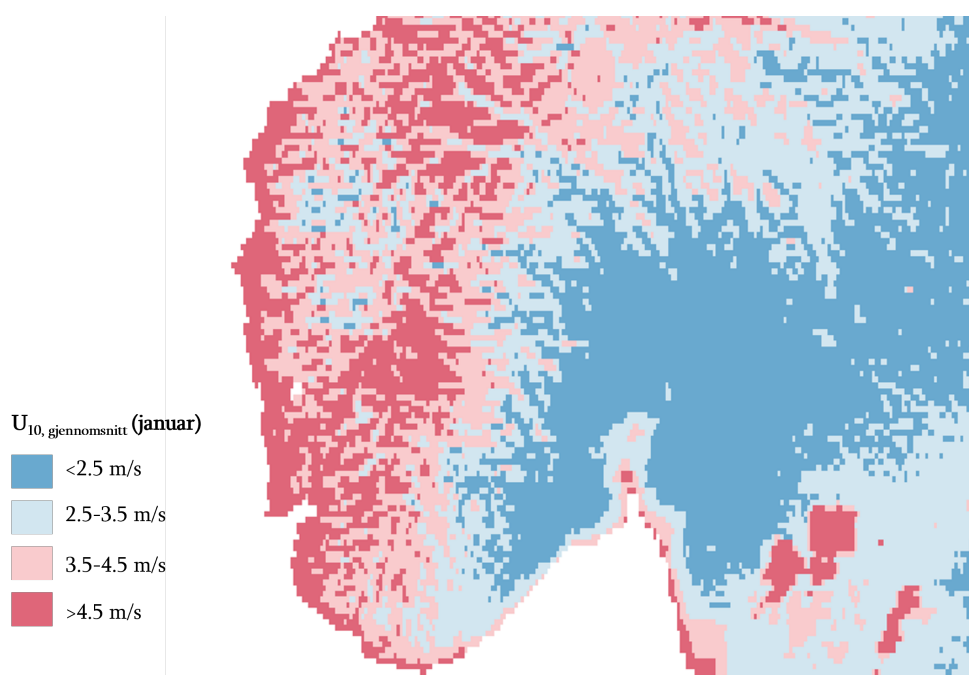 U10, gjennomsnitt (januar)
<2.5 m/s
2.5-3.5 m/s
3.5-4.5 m/s
>4.5 m/s